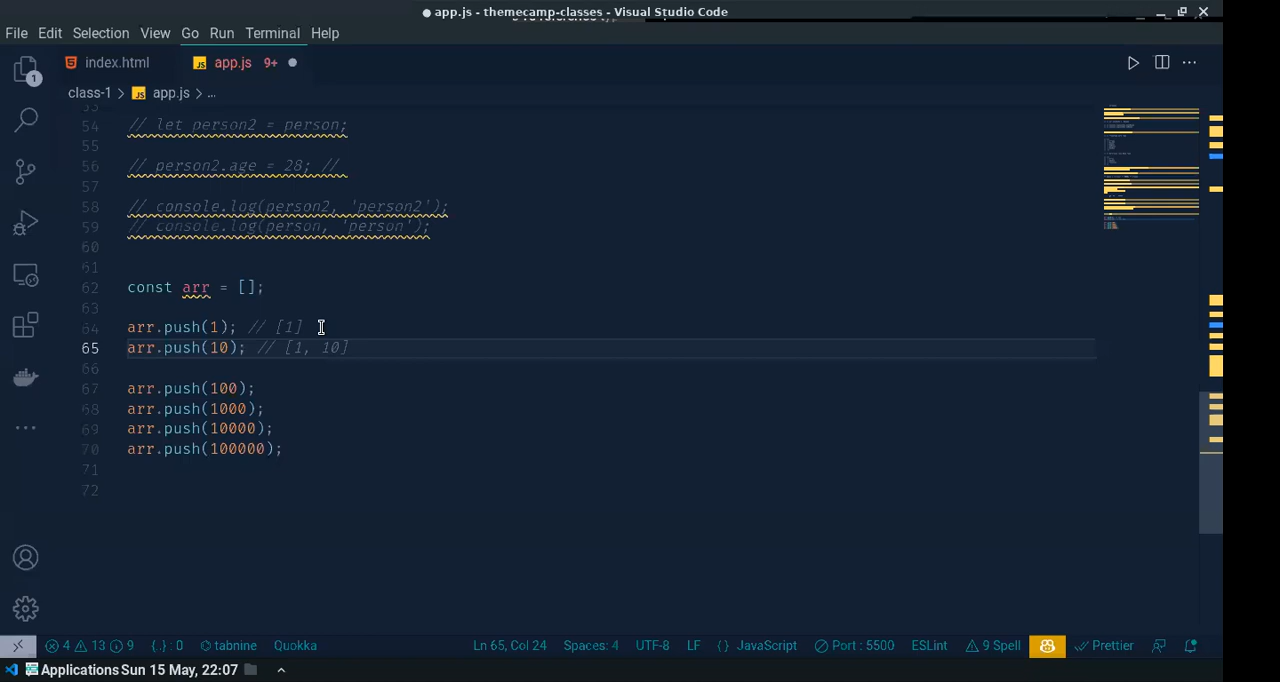 ● app.js - themecamp-classes - Visual Studio Code
File Edit Selection View Go Run Terminal Help
index.html
JS app.js 9+ ●
class-1 > JS app.js > ...
53
54 // let person2 = person;
55
56 // person2.age = 28; //
57
58 // console.log(person2, 'person2');
59 // console.log(person, 'person');
60
61
62 const arr = [];
63
64 arr.push(1); // [1]
65 arr.push(10); // [1, 10]
66
67 arr.push(100);
68 arr.push(1000);
69 arr.push(10000);
70 arr.push(100000);
71
72
1
4 13 9 {.} : 0 tabnine Quokka Ln 65, Col 24 Spaces: 4 UTF-8 LF {} JavaScript Port : 5500 ESLint 9 Spell Prettier
Applications Sun 15 May, 22:07